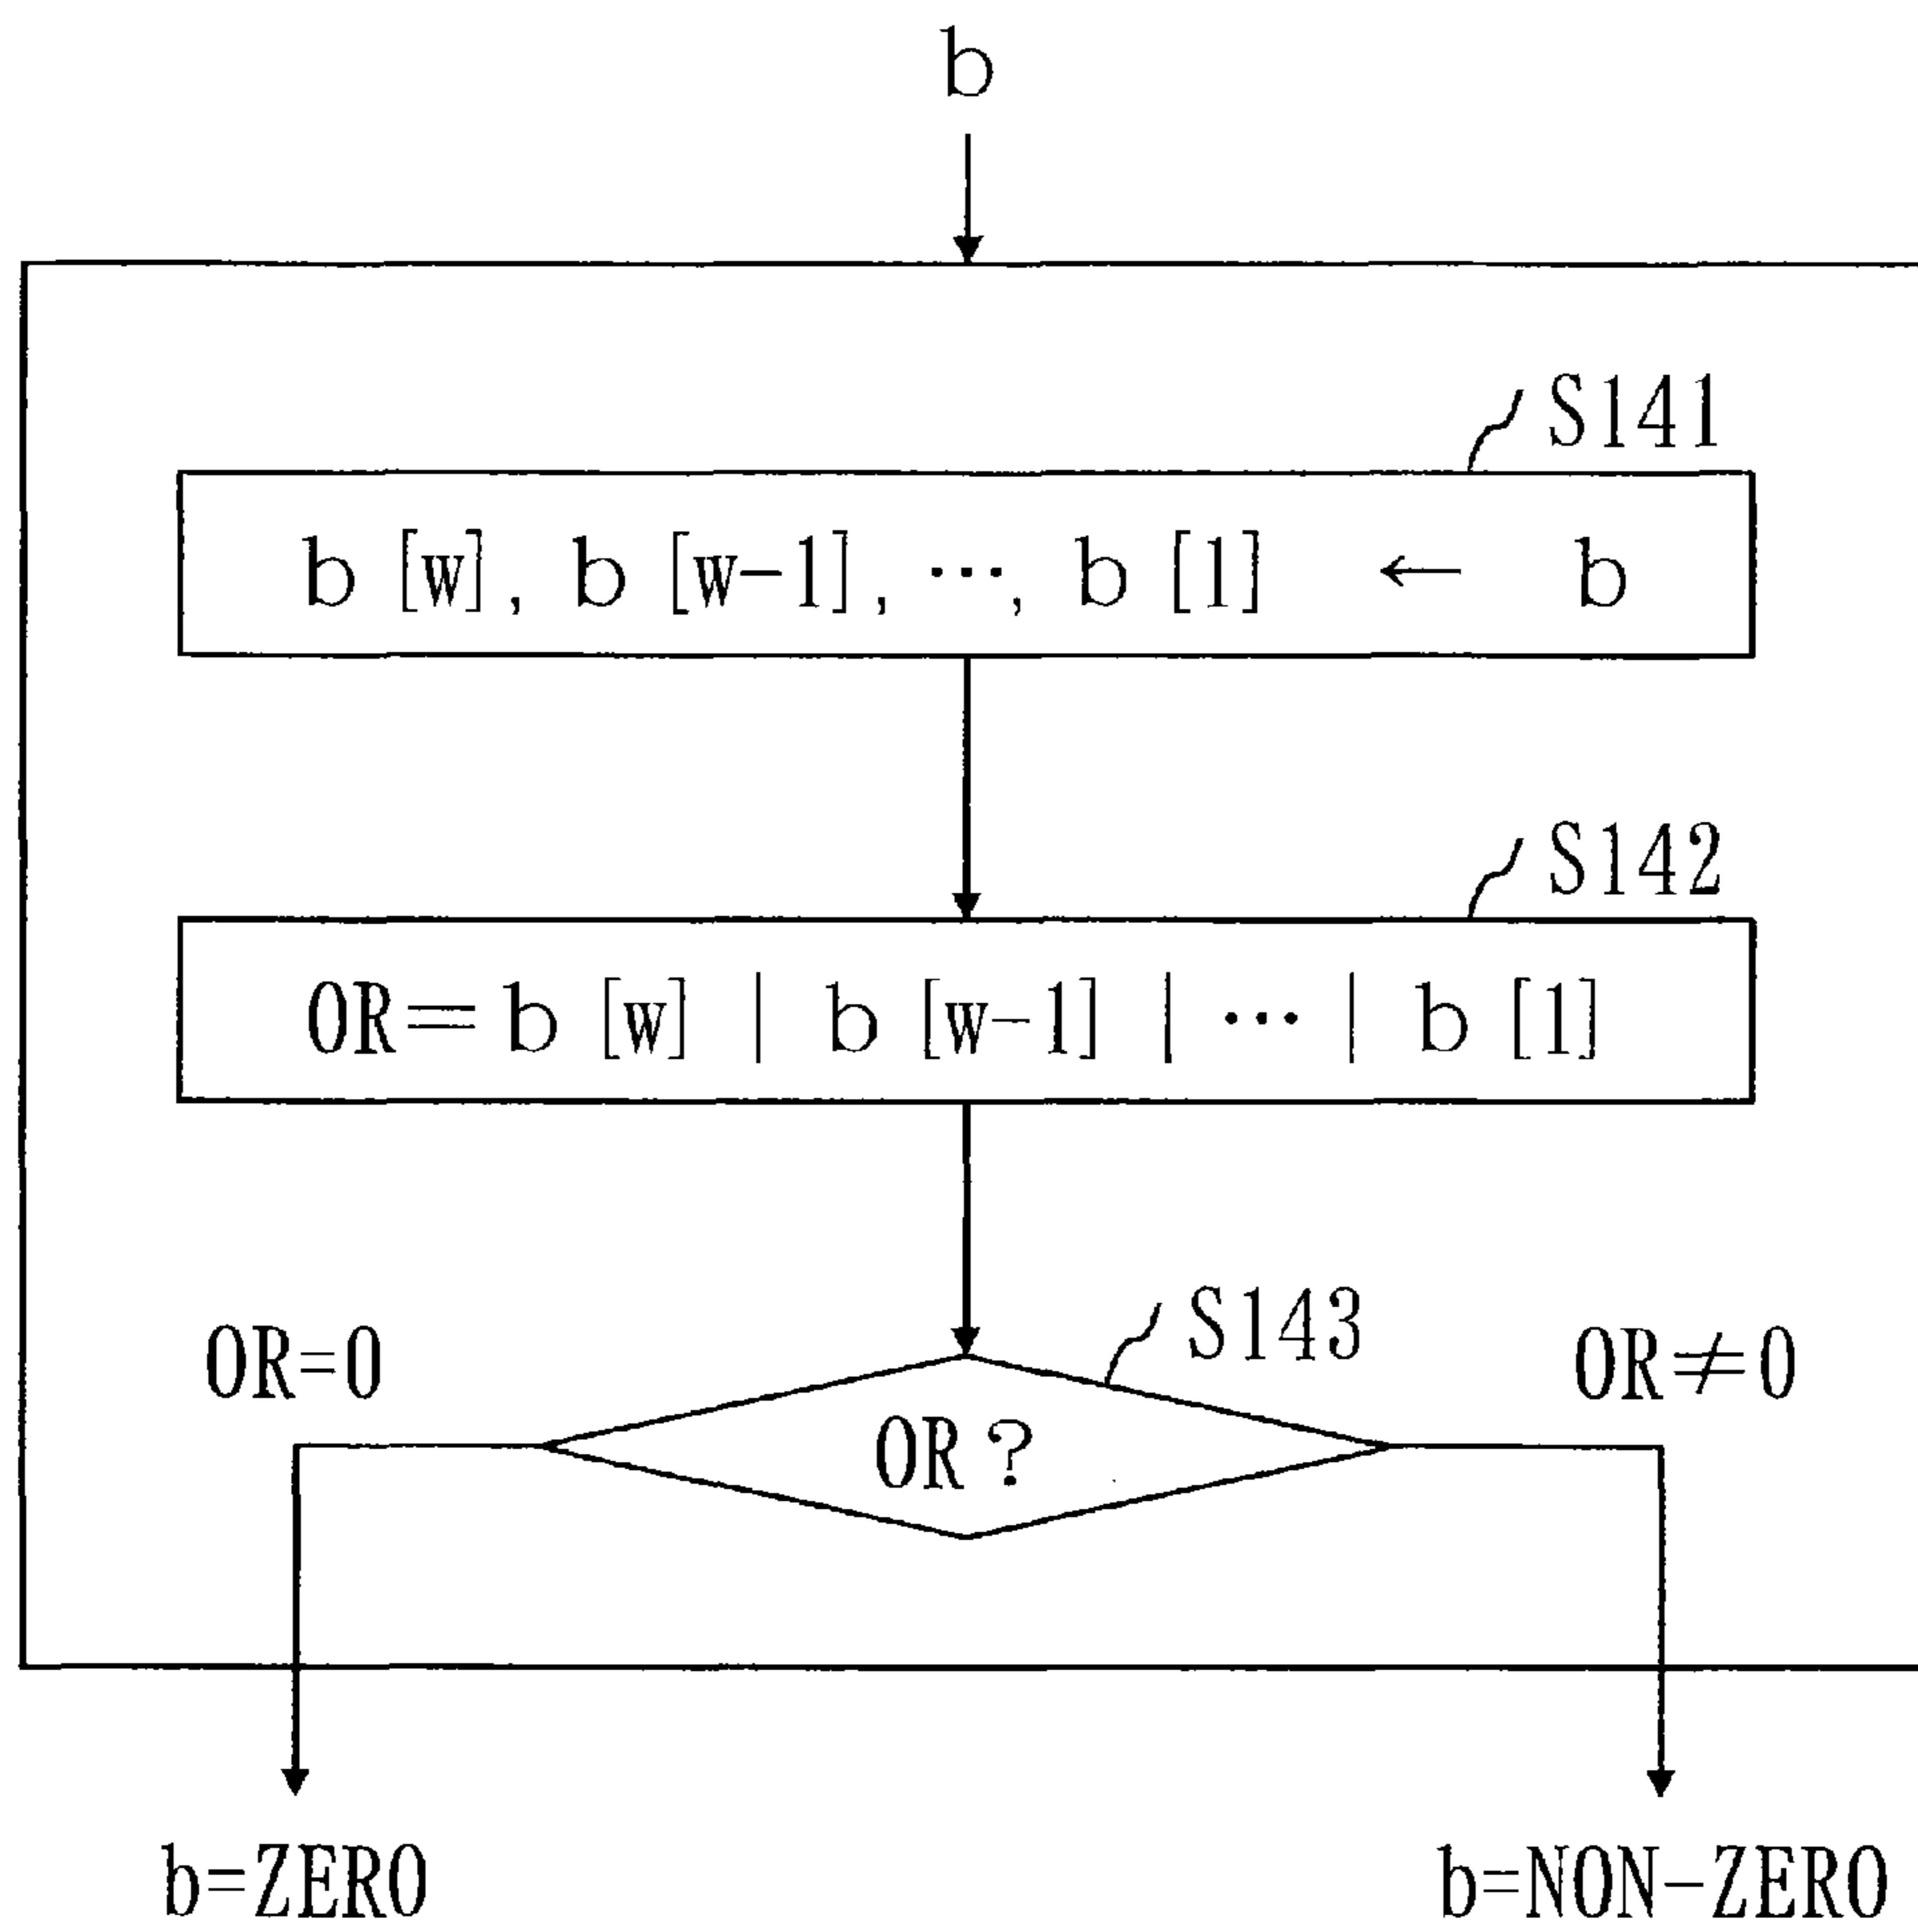 b
S141
b [w], b [w-1], …, b [1] ← b
S142
OR=b [w] | b [w-1] | … | b [1]
S143
OR=0
OR≠0
OR?
b=ZERO
b=NON-ZERO